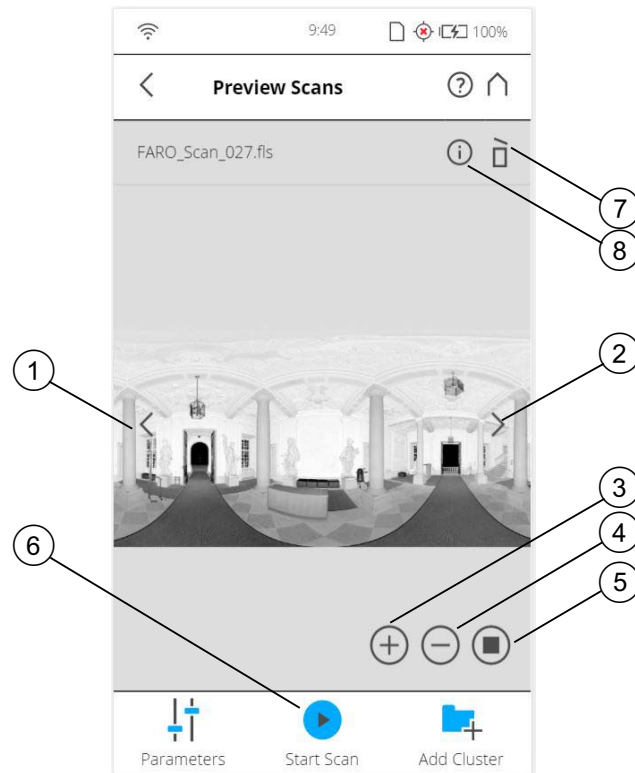 9:49
100%
Preview Scans
FARO_Scan_027.fls
7
8
1
2
3
4
6
5
Parameters
Start Scan
Add Cluster